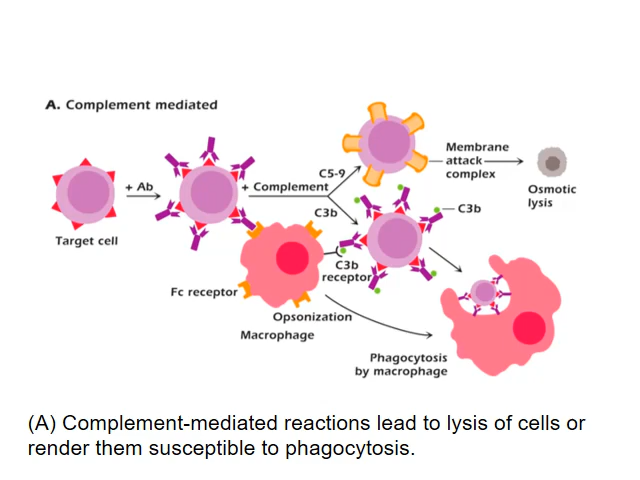 A. Complement mediated
Target cell
+ Ab
+ Complement
C5-9
C3b
Membrane
attack
complex
Osmotic
lysis
C3b
C3b
receptor
Fc receptor
Opsonization
Macrophage
Phagocytosis
by macrophage
(A) Complement-mediated reactions lead to lysis of cells or
render them susceptible to phagocytosis.